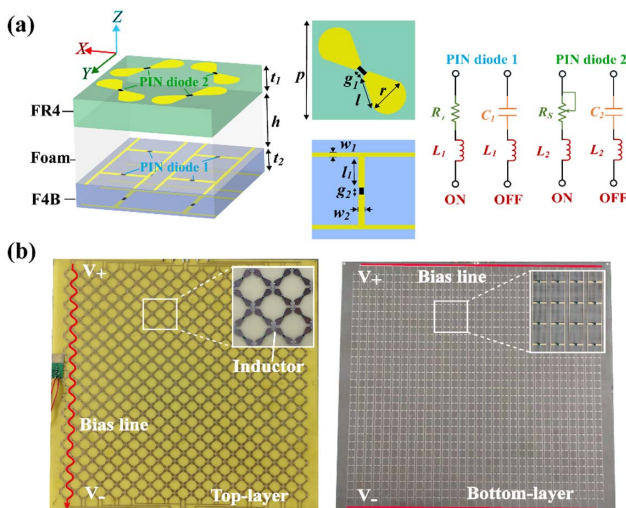 (a)
Z
X
Y
PIN diode 2
t1
FR4
h
Foam
PIN diode 1
t2
F4B
p
g1
l
r
w1
l1
g2
w2
PIN diode 1
PIN diode 2
C1
RS
C2
L1
L1
L2
L2
ON
OFF
ON
OFF
(b)
V+
Inductor
Bias line
V-
Top-layer
V+
Bias line
V-
Bottom-layer